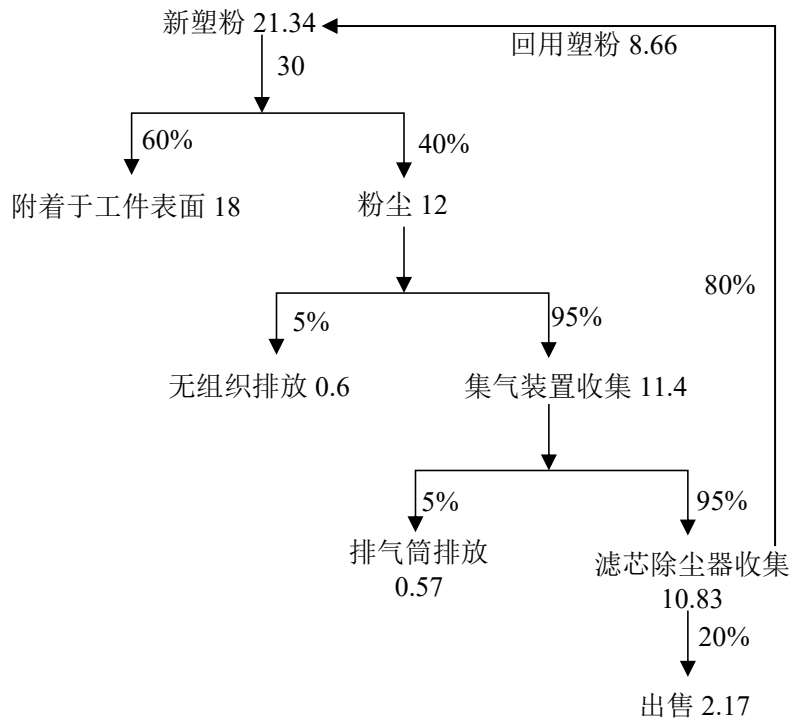 新塑粉 21.34
回用塑粉 8.66
30
60%
40%
附着于工件表面 18
粉尘 12
80%
5%
95%
无组织排放 0.6
集气装置收集 11.4
5%
95%
排气筒排放
0.57
滤芯除尘器收集
10.83
20%
出售 2.17